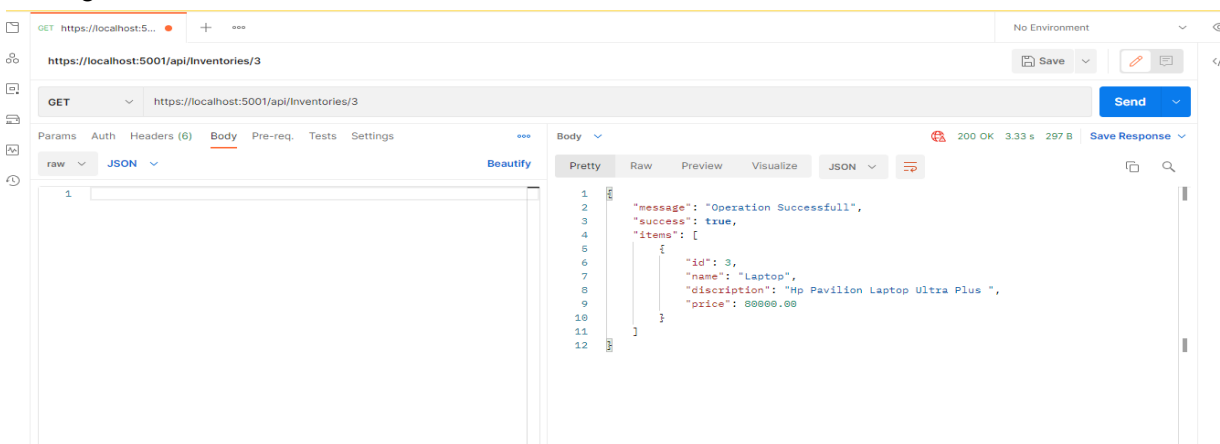 GET https://localhost:5...
No Environment
https://localhost:5001/api/Inventories/3
Save
GET https://localhost:5001/api/Inventories/3
Send
Params Auth Headers (6) Body Pre-req. Tests Settings
Body
200 OK 3.33 s 297 B Save Response
raw JSON Beautify
Pretty Raw Preview Visualize JSON
1
1 {
2 "message": "Operation Successfull",
3 "success": true,
4 "items": [
5 {
6 "id": 3,
7 "name": "Laptop",
8 "discription": "Hp Pavilion Laptop Ultra Plus ",
9 "price": 80000.00
10 }
11 ]
12 }